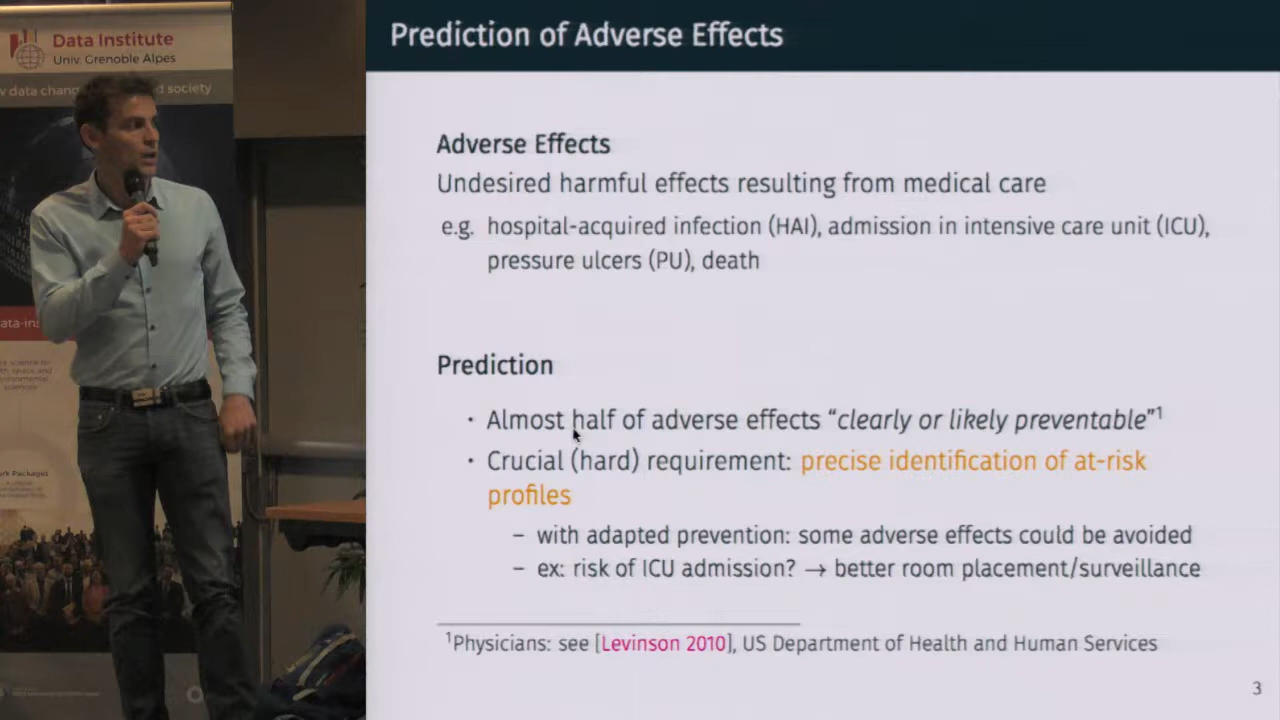 Data Institute
Univ. Grenoble Alpes
data society
Prediction of Adverse Effects
Adverse Effects
Undesired harmful effects resulting from medical care
e.g. hospital-acquired infection (HAI), admission in intensive care unit (ICU),
pressure ulcers (PU), death
Prediction
· Almost half of adverse effects “clearly or likely preventable”¹
· Crucial (hard) requirement: precise identification of at-risk
profiles
– with adapted prevention: some adverse effects could be avoided
– ex: risk of ICU admission? → better room placement/surveillance
¹Physicians: see [Levinson 2010], US Department of Health and Human Services
3